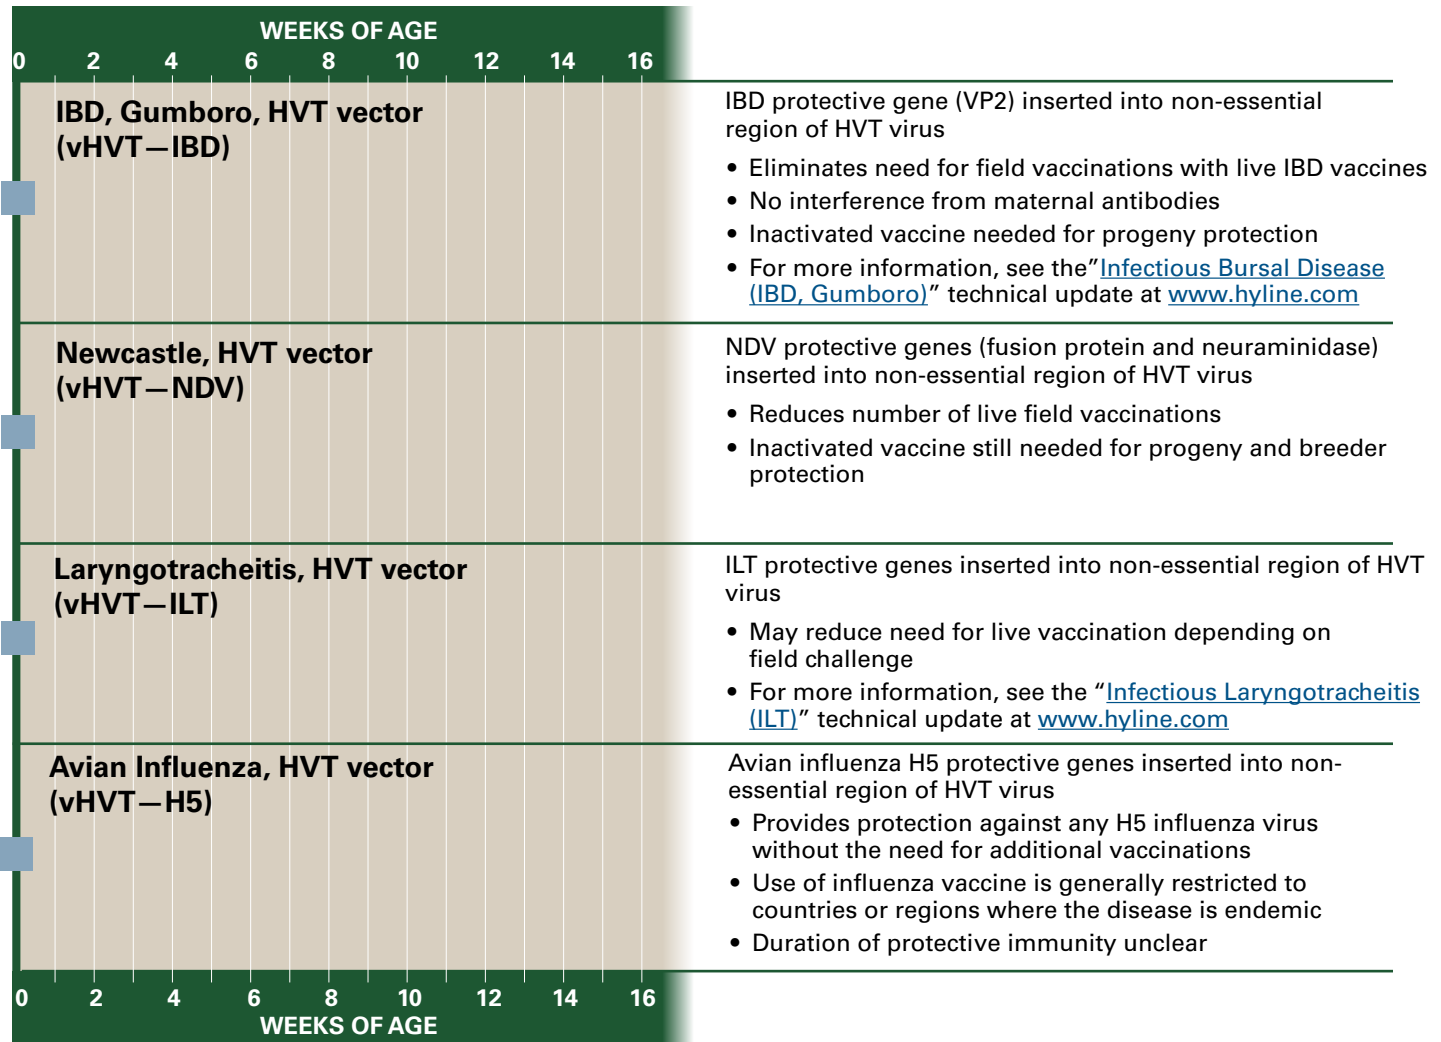 WEEKS OF AGE
0 2 4 6 8 10 12 14 16
IBD, Gumboro, HVT vector
(vHVT—IBD)
IBD protective gene (VP2) inserted into non-essential
region of HVT virus
• Eliminates need for field vaccinations with live IBD vaccines
• No interference from maternal antibodies
• Inactivated vaccine needed for progeny protection
• For more information, see the”Infectious Bursal Disease
(IBD, Gumboro)” technical update at www.hyline.com
Newcastle, HVT vector
(vHVT—NDV)
NDV protective genes (fusion protein and neuraminidase)
inserted into non-essential region of HVT virus
• Reduces number of live field vaccinations
• Inactivated vaccine still needed for progeny and breeder
protection
Laryngotracheitis, HVT vector
(vHVT—ILT)
ILT protective genes inserted into non-essential region of HVT
virus
• May reduce need for live vaccination depending on
field challenge
• For more information, see the “Infectious Laryngotracheitis
(ILT)” technical update at www.hyline.com
Avian Influenza, HVT vector
(vHVT—H5)
Avian influenza H5 protective genes inserted into non-
essential region of HVT virus
• Provides protection against any H5 influenza virus
without the need for additional vaccinations
• Use of influenza vaccine is generally restricted to
countries or regions where the disease is endemic
• Duration of protective immunity unclear
0 2 4 6 8 10 12 14 16
WEEKS OF AGE